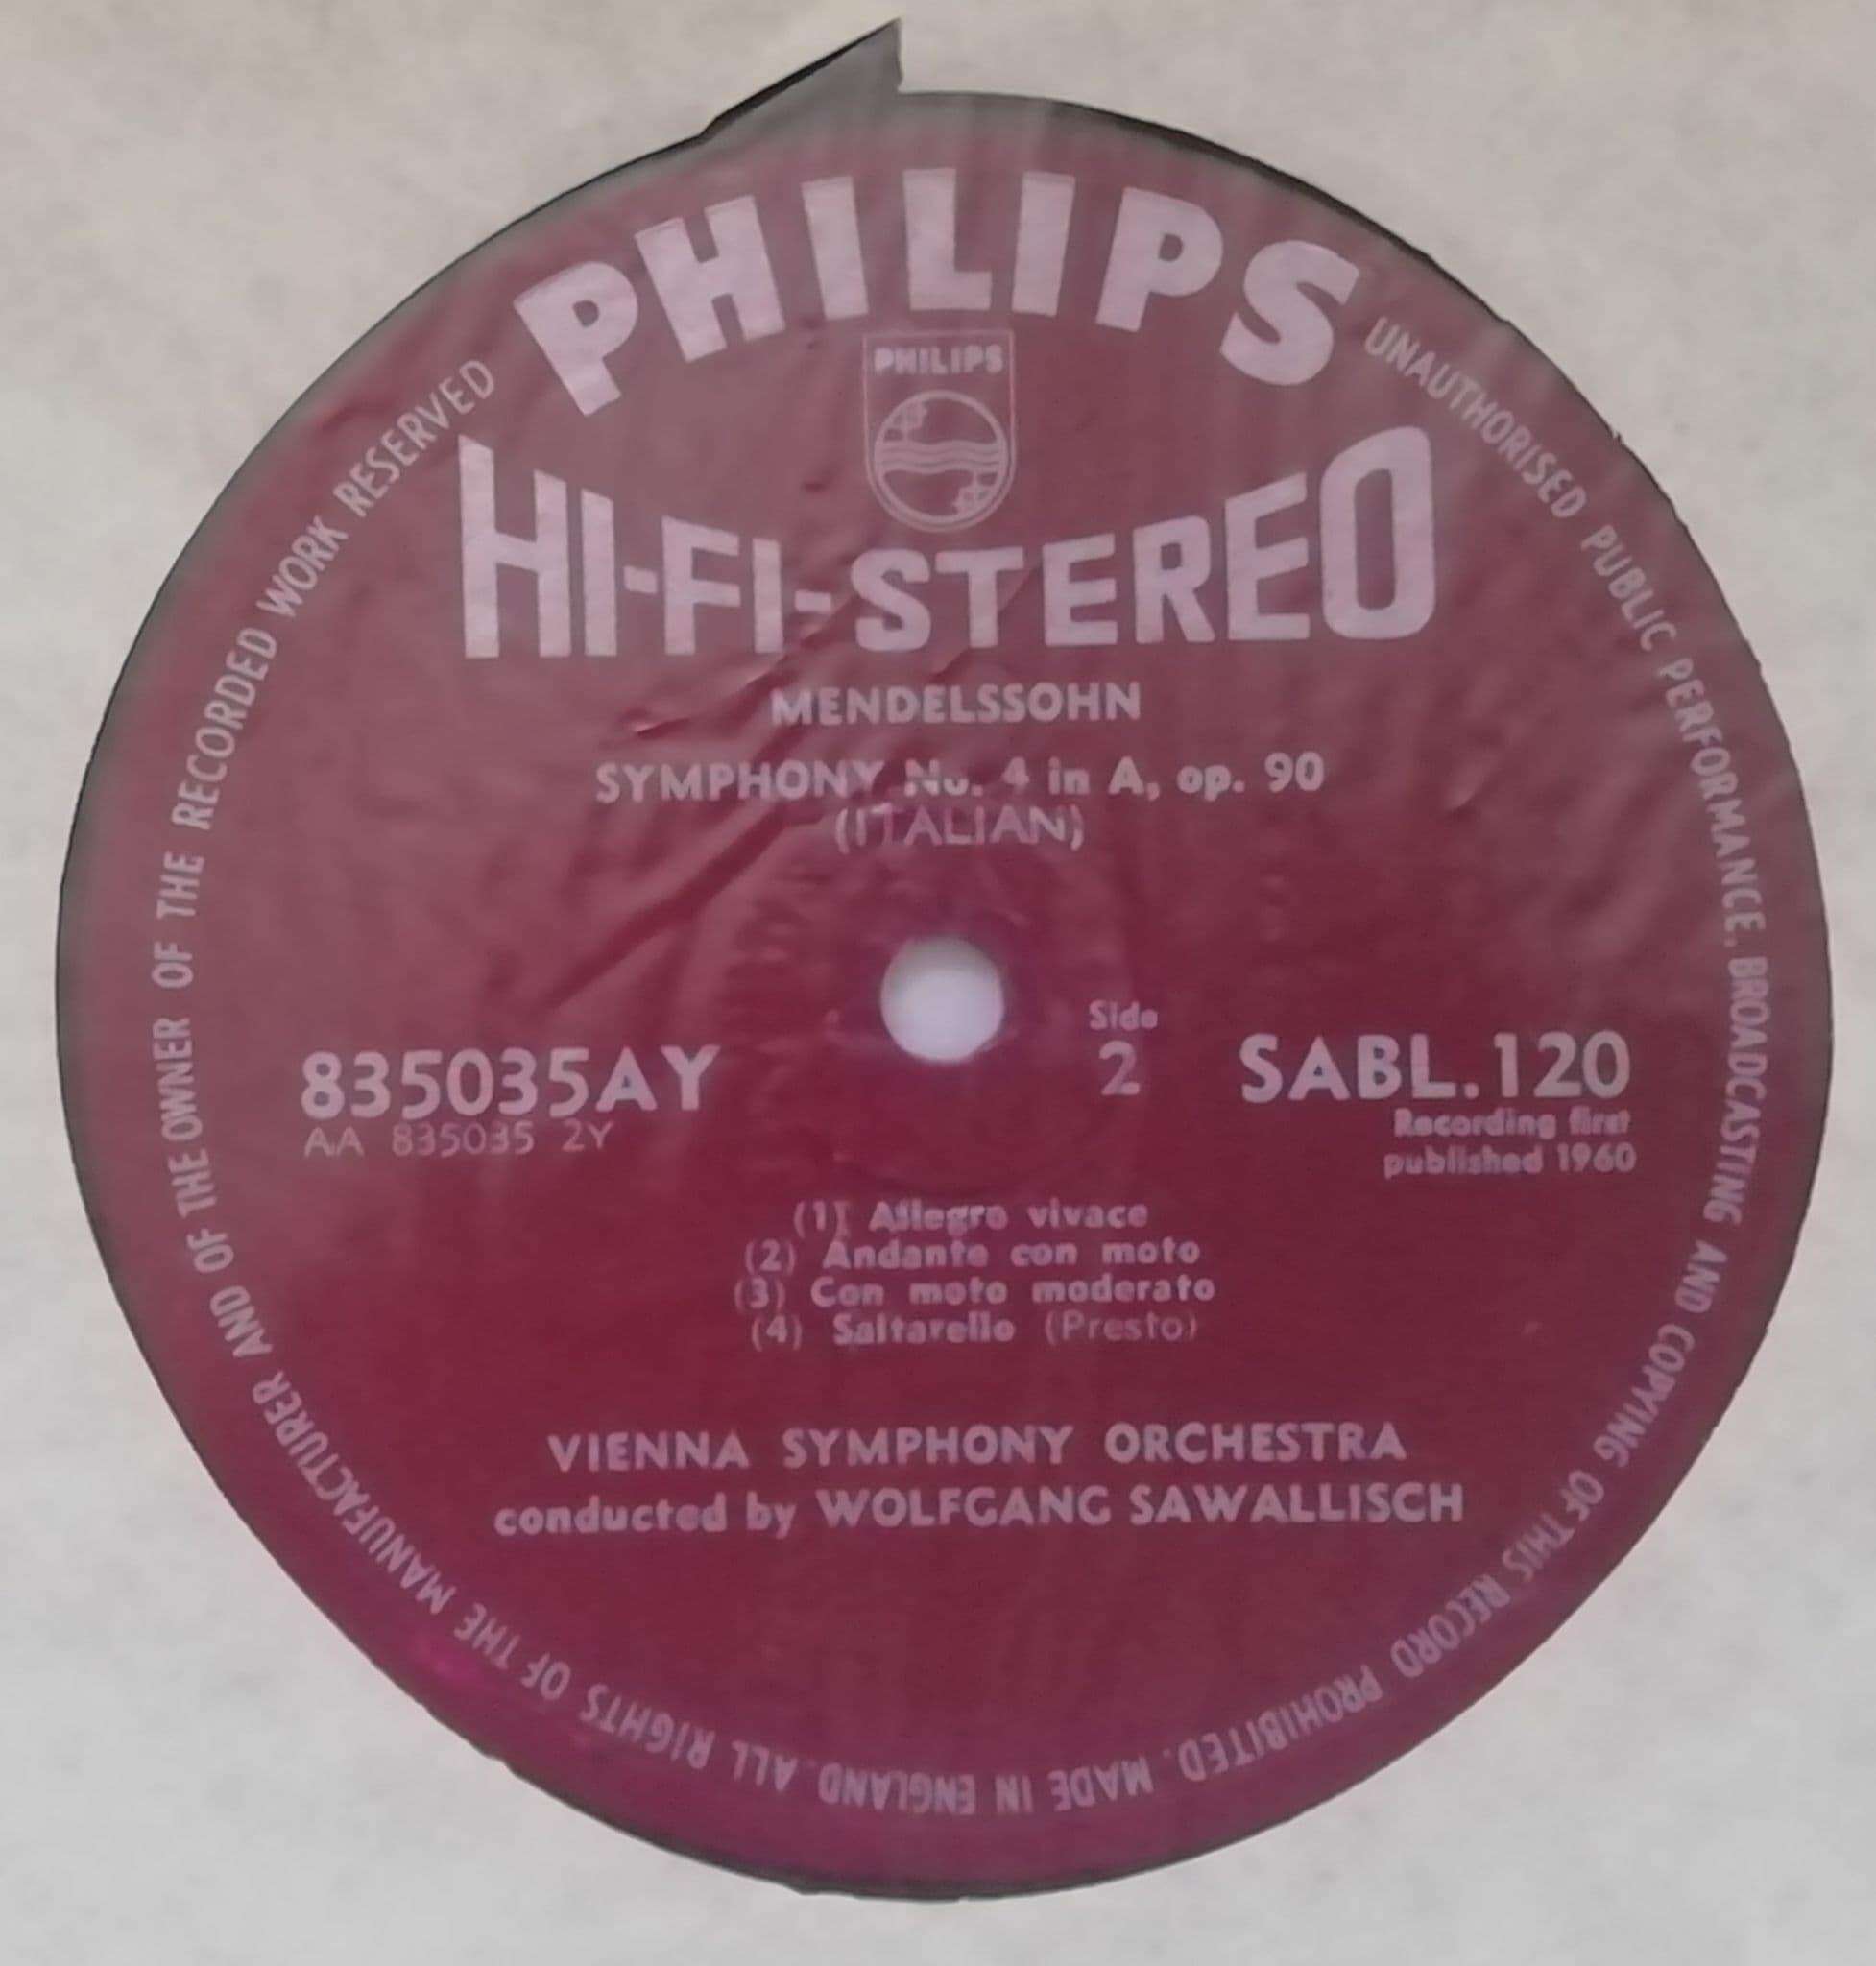 PHILIPS
PHILIPS
HI-FI-STEREO
MENDELSSOHN
SYMPHONY No. 4 in A, op. 90
(ITALIAN)
Side
2
835035AY
AA 835035 2Y
SABL.120
Recording first
published 1960
(1) Allegro vivace
(2) Andante con moto
(3) Con moto moderato
(4) Saltarello (Presto)
VIENNA SYMPHONY ORCHESTRA
conducted by WOLFGANG SAWALLISCH
UNAUTHORISED PUBLIC PERFORMANCE. BROADCASTING AND COPYING OF THIS RECORD PROHIBITED. MADE IN ENGLAND. ALL RIGHTS OF THE MANUFACTURER AND OF THE OWNER OF THE RECORDED WORK RESERVED